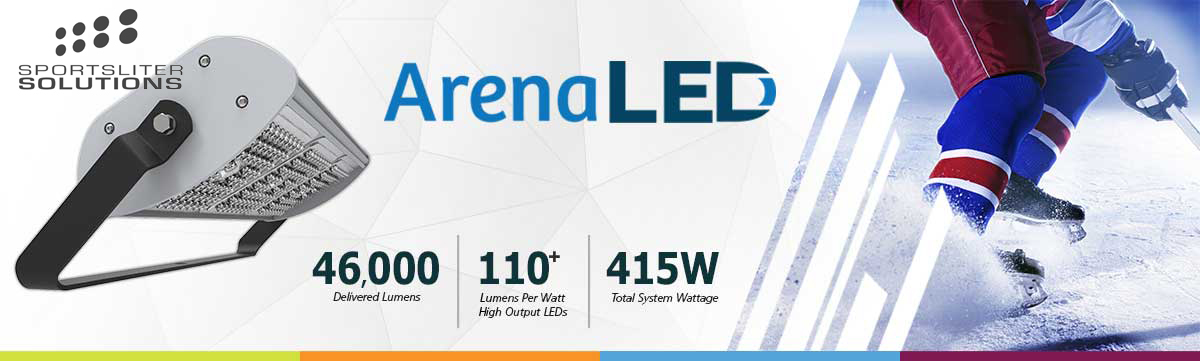 SPORTSLITER
SOLUTIONS
ArenaLED
46,000
Delivered Lumens
110+
Lumens Per Watt
High Output LEDs
415W
Total System Wattage